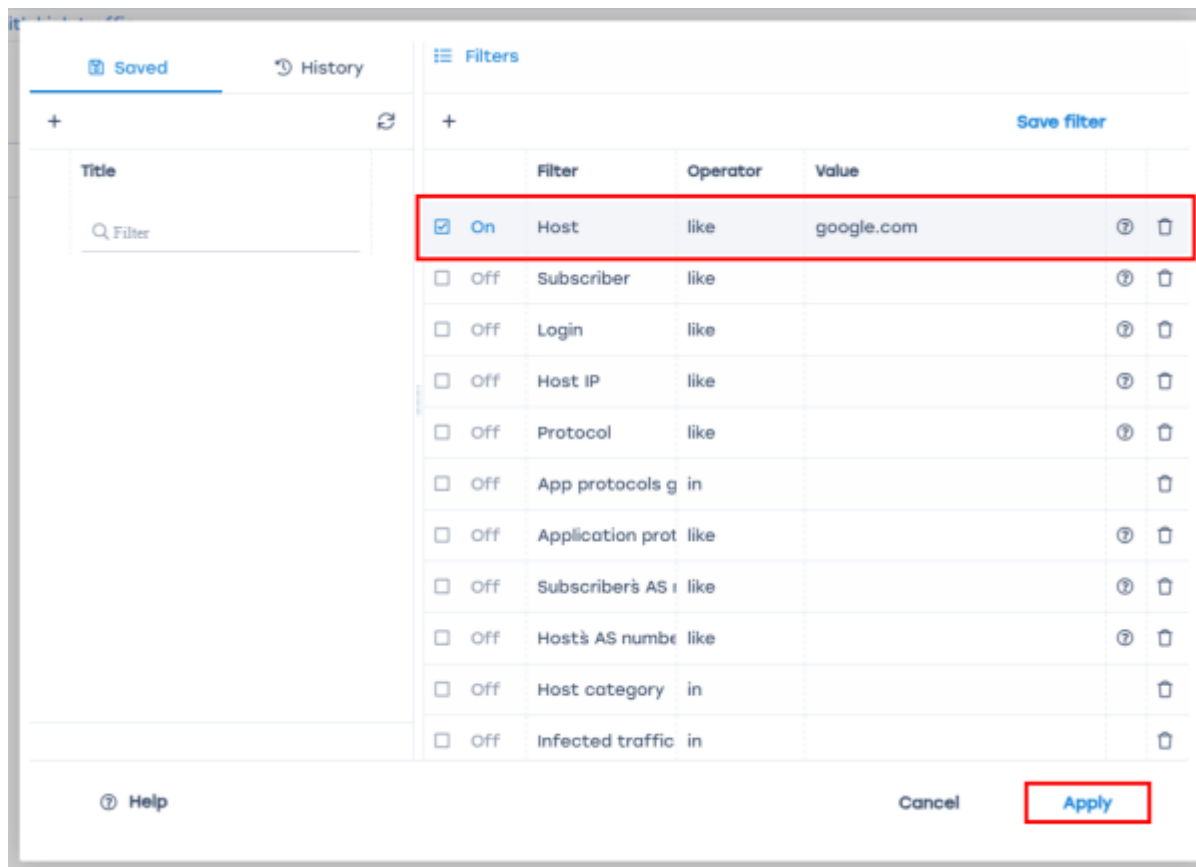 Saved
History
Filters
Save filter
Title
Filter
Operator
Value
Filter
On Host like google.com
Off Subscriber like
Off Login like
Off Host IP like
Off Protocol like
Off App protocols g in
Off Application prot like
Off Subscriber's AS like
Off Host's AS numbe like
Off Host category in
Off Infected traffic in
Help
Cancel
Apply